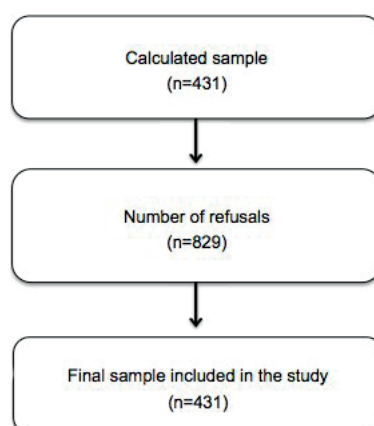 Calculated sample
(n=431)
Number of refusals
(n=829)
Final sample included in the study
(n=431)